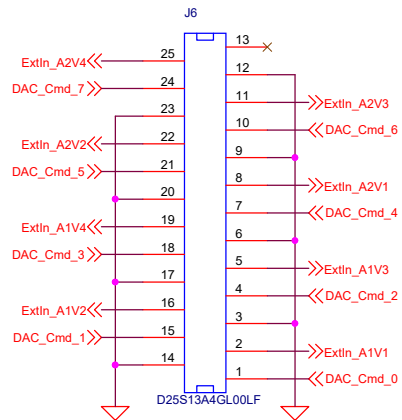 J6
13
25
ExtIn_A2V4
12
24
DAC_Cmd_7
11
ExtIn_A2V3
23
10
DAC_Cmd_6
22
ExtIn_A2V2
9
21
DAC_Cmd_5
8
ExtIn_A2V1
20
7
DAC_Cmd_4
19
ExtIn_A1V4
6
18
DAC_Cmd_3
5
ExtIn_A1V3
17
4
DAC_Cmd_2
16
ExtIn_A1V2
3
15
DAC_Cmd_1
2
ExtIn_A1V1
14
1
DAC_Cmd_0
D25S13A4GL00LF